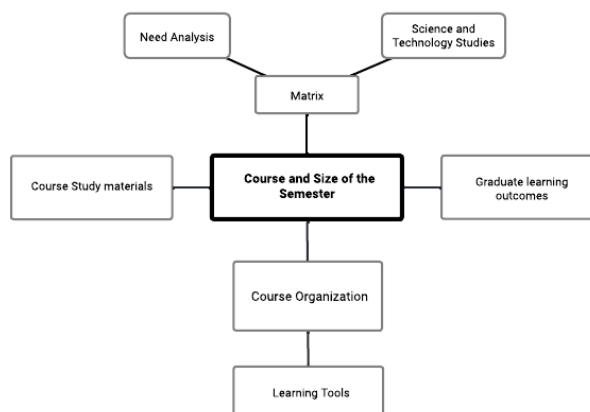 Need Analysis
Science and
Technology Studies
Matrix
Course Study materials
Course and Size of the
Semester
Graduate learning
outcomes
Course Organization
Learning Tools